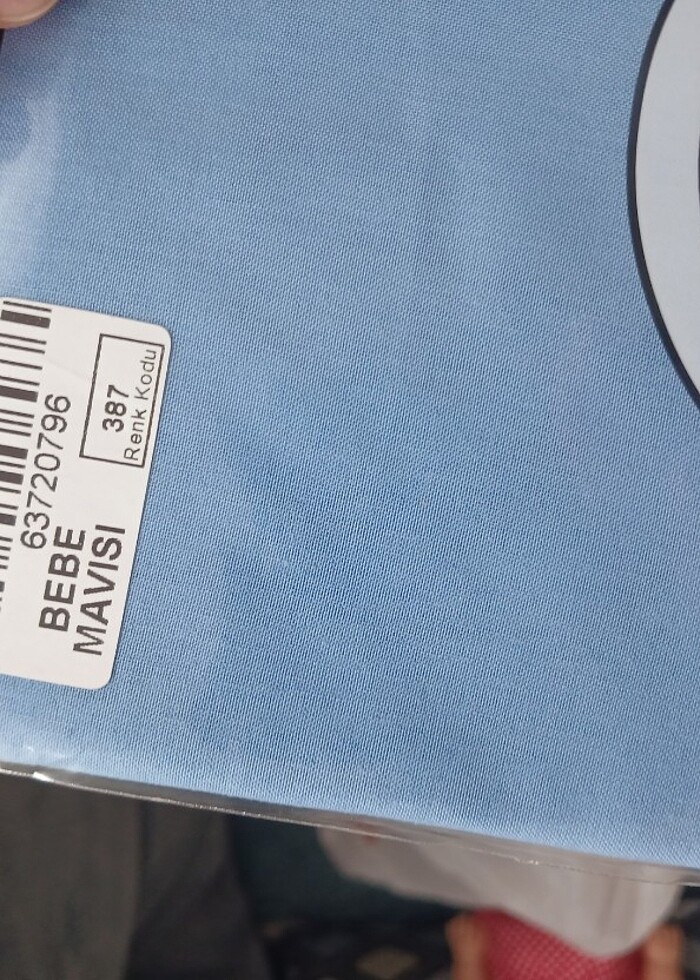 63720796
BEBE
MAVISI
387
Renk Kodu